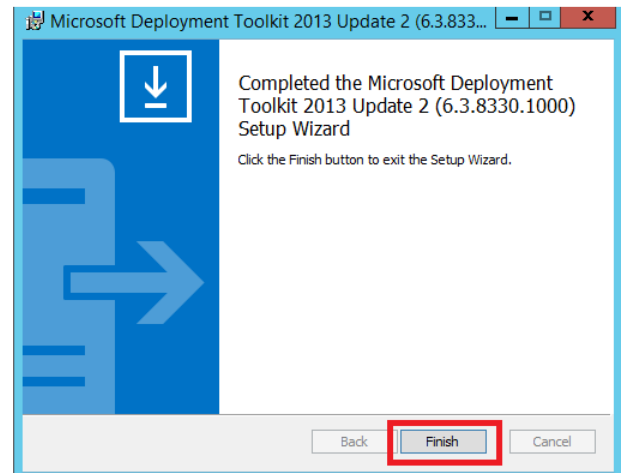 Microsoft Deployment Toolkit 2013 Update 2 (6.3.833...
Completed the Microsoft Deployment
Toolkit 2013 Update 2 (6.3.8330.1000)
Setup Wizard
Click the Finish button to exit the Setup Wizard.
Back Finish Cancel